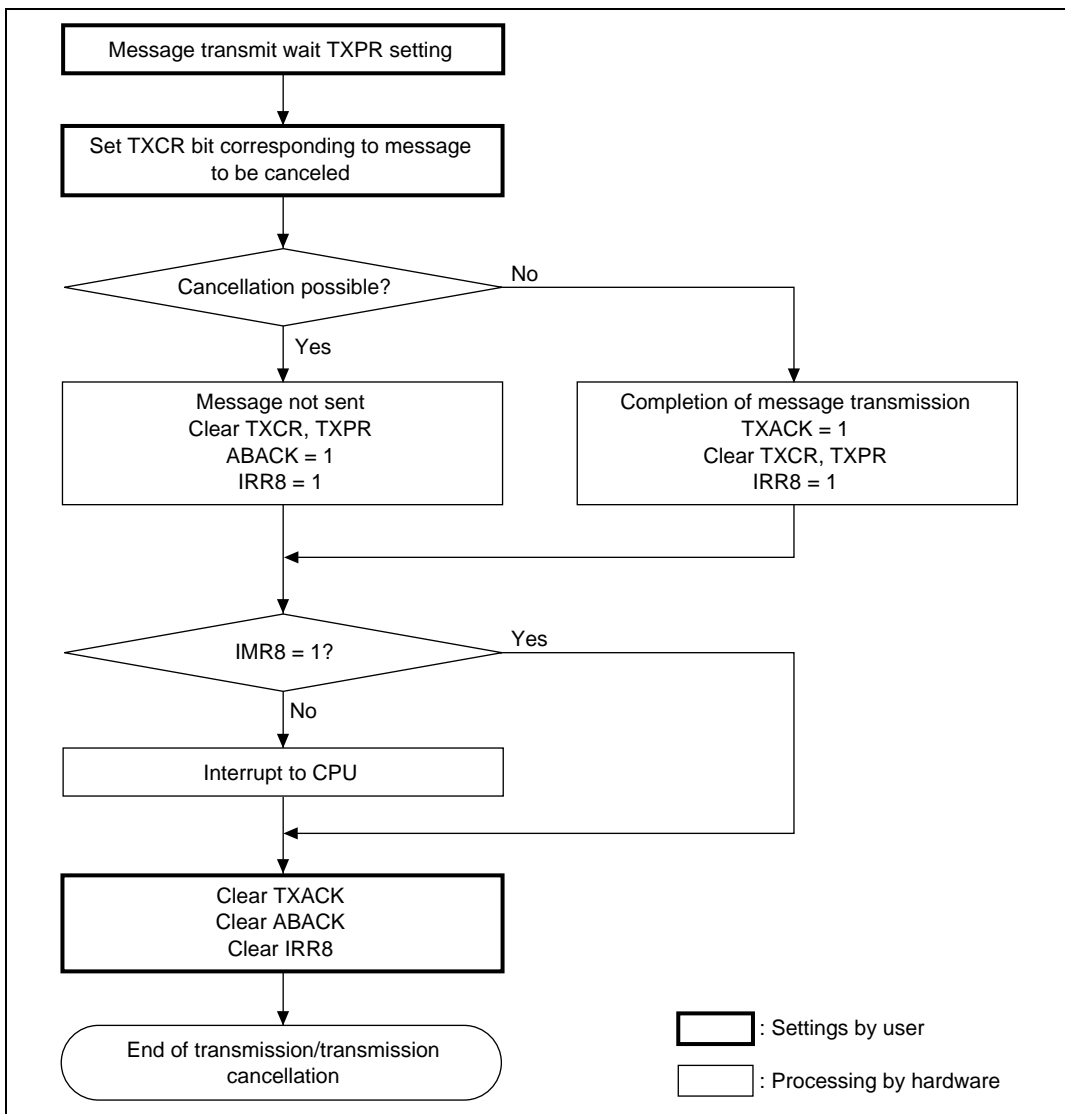 Message transmit wait TXPR setting
Set TXCR bit corresponding to message
to be canceled
Cancellation possible?
No
Yes
Message not sent
Clear TXCR, TXPR
ABACK = 1
IRR8 = 1
Completion of message transmission
TXACK = 1
Clear TXCR, TXPR
IRR8 = 1
IMR8 = 1?
Yes
No
Interrupt to CPU
Clear TXACK
Clear ABACK
Clear IRR8
End of transmission/transmission
cancellation
: Settings by user
: Processing by hardware